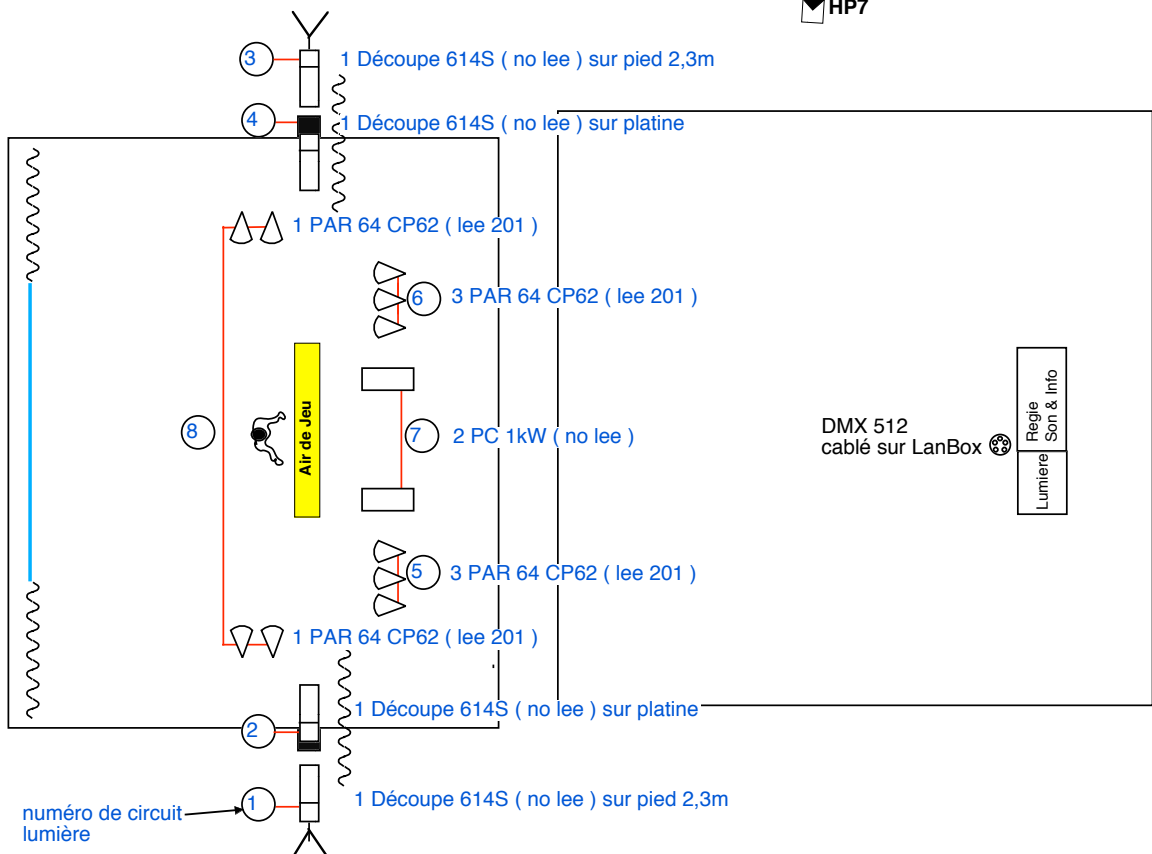 HP7
3
1 Découpe 614S ( no lee ) sur pied 2,3m
4
1 Découpe 614S ( no lee ) sur platine
1 PAR 64 CP62 ( lee 201 )
6
3 PAR 64 CP62 ( lee 201 )
8
Air de Jeu
7
2 PC 1kW ( no lee )
DMX 512
cablé sur LanBox
Regie
Son & Info
Lumiere
5
3 PAR 64 CP62 ( lee 201 )
1 PAR 64 CP62 ( lee 201 )
1 Découpe 614S ( no lee ) sur platine
2
1
1 Découpe 614S ( no lee ) sur pied 2,3m
numéro de circuit
lumière